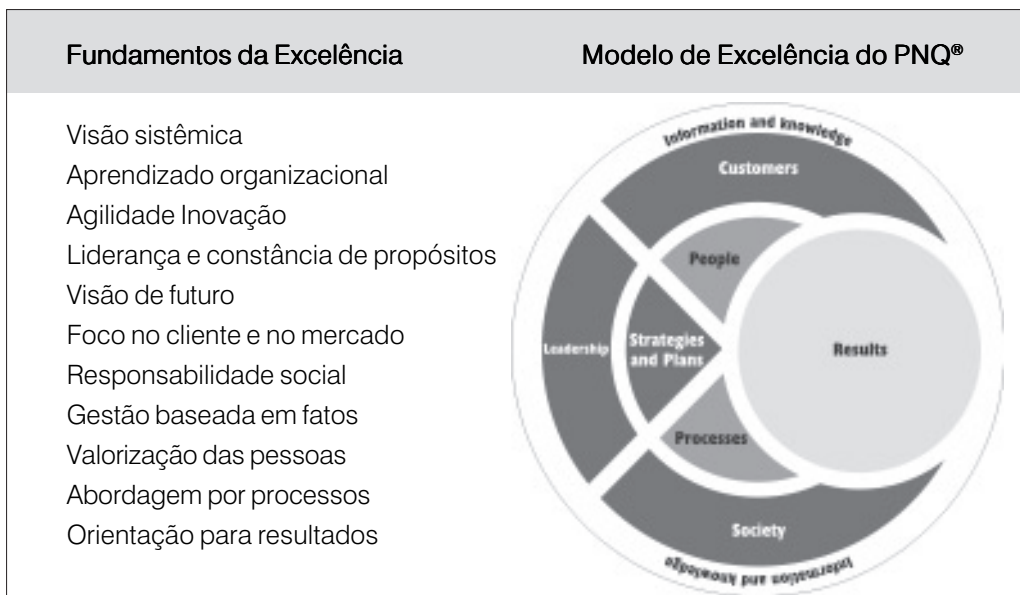 Fundamentos da Excelência
Modelo de Excelência do PNQ®
Visão sistêmica
Aprendizado organizacional
Agilidade Inovação
Liderança e constância de propósitos
Visão de futuro
Foco no cliente e no mercado
Responsabilidade social
Gestão baseada em fatos
Valorização das pessoas
Abordagem por processos
Orientação para resultados
Information and knowledge
Customers
People
Leadership
Strategies
and Plans
Results
Processes
Society
Information and knowledge